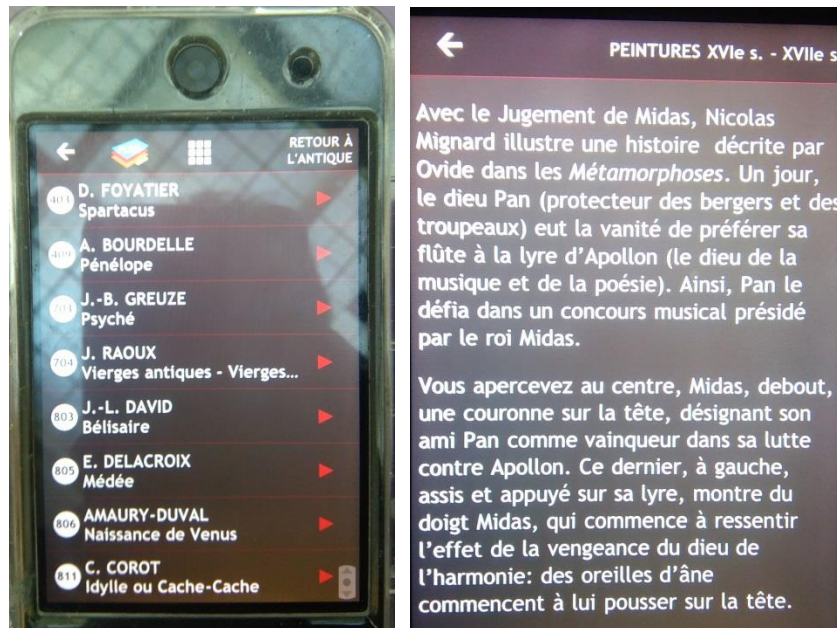 RETOUR À
L'ANTIQUE
403
D. FOYATIER
Spartacus
409
A. BOURDELLE
Pénélope
703
J.-B. GREUZE
Psyché
704
J. RAOUX
Vierges antiques - Vierges...
803
J.-L. DAVID
Bélisaire
805
E. DELACROIX
Médée
806
AMAURY-DUVAL
Naissance de Venus
811
C. COROT
Idylle ou Cache-Cache
PEINTURES XVIe s. - XVIIe s
Avec le Jugement de Midas, Nicolas
Mignard illustre une histoire décrite par
Ovide dans les Métamorphoses. Un jour,
le dieu Pan (protecteur des bergers et des
troupeaux) eut la vanité de préférer sa
flûte à la lyre d'Apollon (le dieu de la
musique et de la poésie). Ainsi, Pan le
défia dans un concours musical présidé
par le roi Midas.
Vous apercevez au centre, Midas, debout,
une couronne sur la tête, désignant son
ami Pan comme vainqueur dans sa lutte
contre Apollon. Ce dernier, à gauche,
assis et appuyé sur sa lyre, montre du
doigt Midas, qui commence à ressentir
l'effet de la vengeance du dieu de
l'harmonie: des oreilles d'âne
commencent à lui pousser sur la tête.